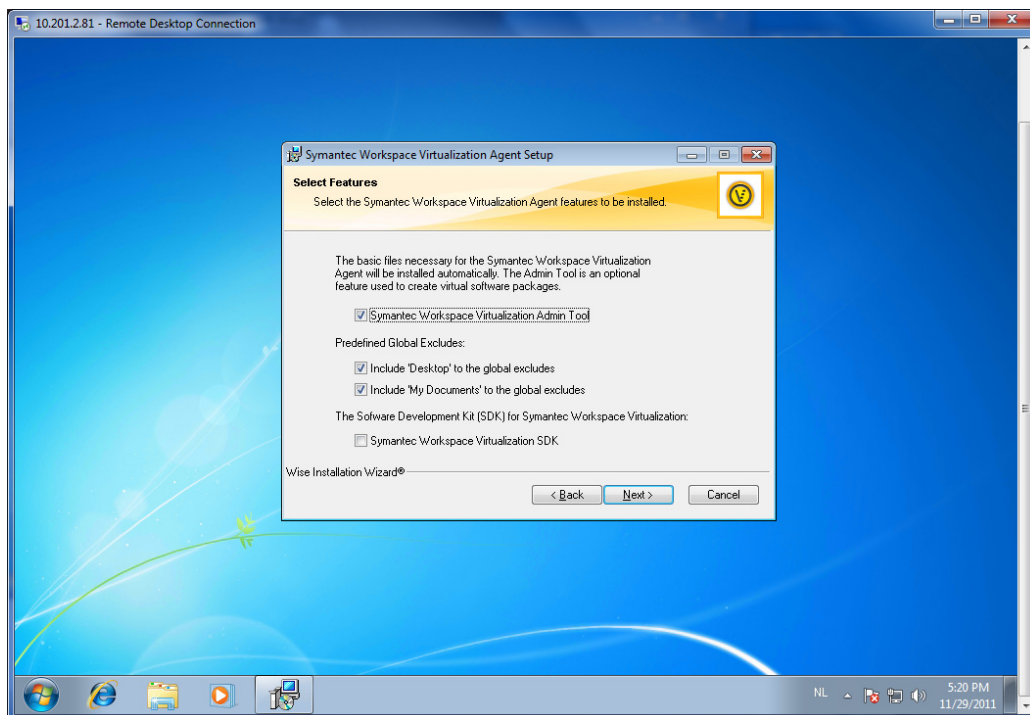 10.201.2.81 - Remote Desktop Connection
Symantec Workspace Virtualization Agent Setup
Select Features
Select the Symantec Workspace Virtualization Agent features to be installed.
The basic files necessary for the Symantec Workspace Virtualization
Agent will be installed automatically. The Admin Tool is an optional
feature used to create virtual software packages.
Symantec Workspace Virtualization Admin Tool
Predefined Global Excludes:
Include 'Desktop' to the global excludes
Include 'My Documents' to the global excludes
The Sofware Development Kit (SDK) for Symantec Workspace Virtualization:
Symantec Workspace Virtualization SDK
Wise Installation Wizard®
< Back
Next >
Cancel
NL
5:20 PM
11/29/2011